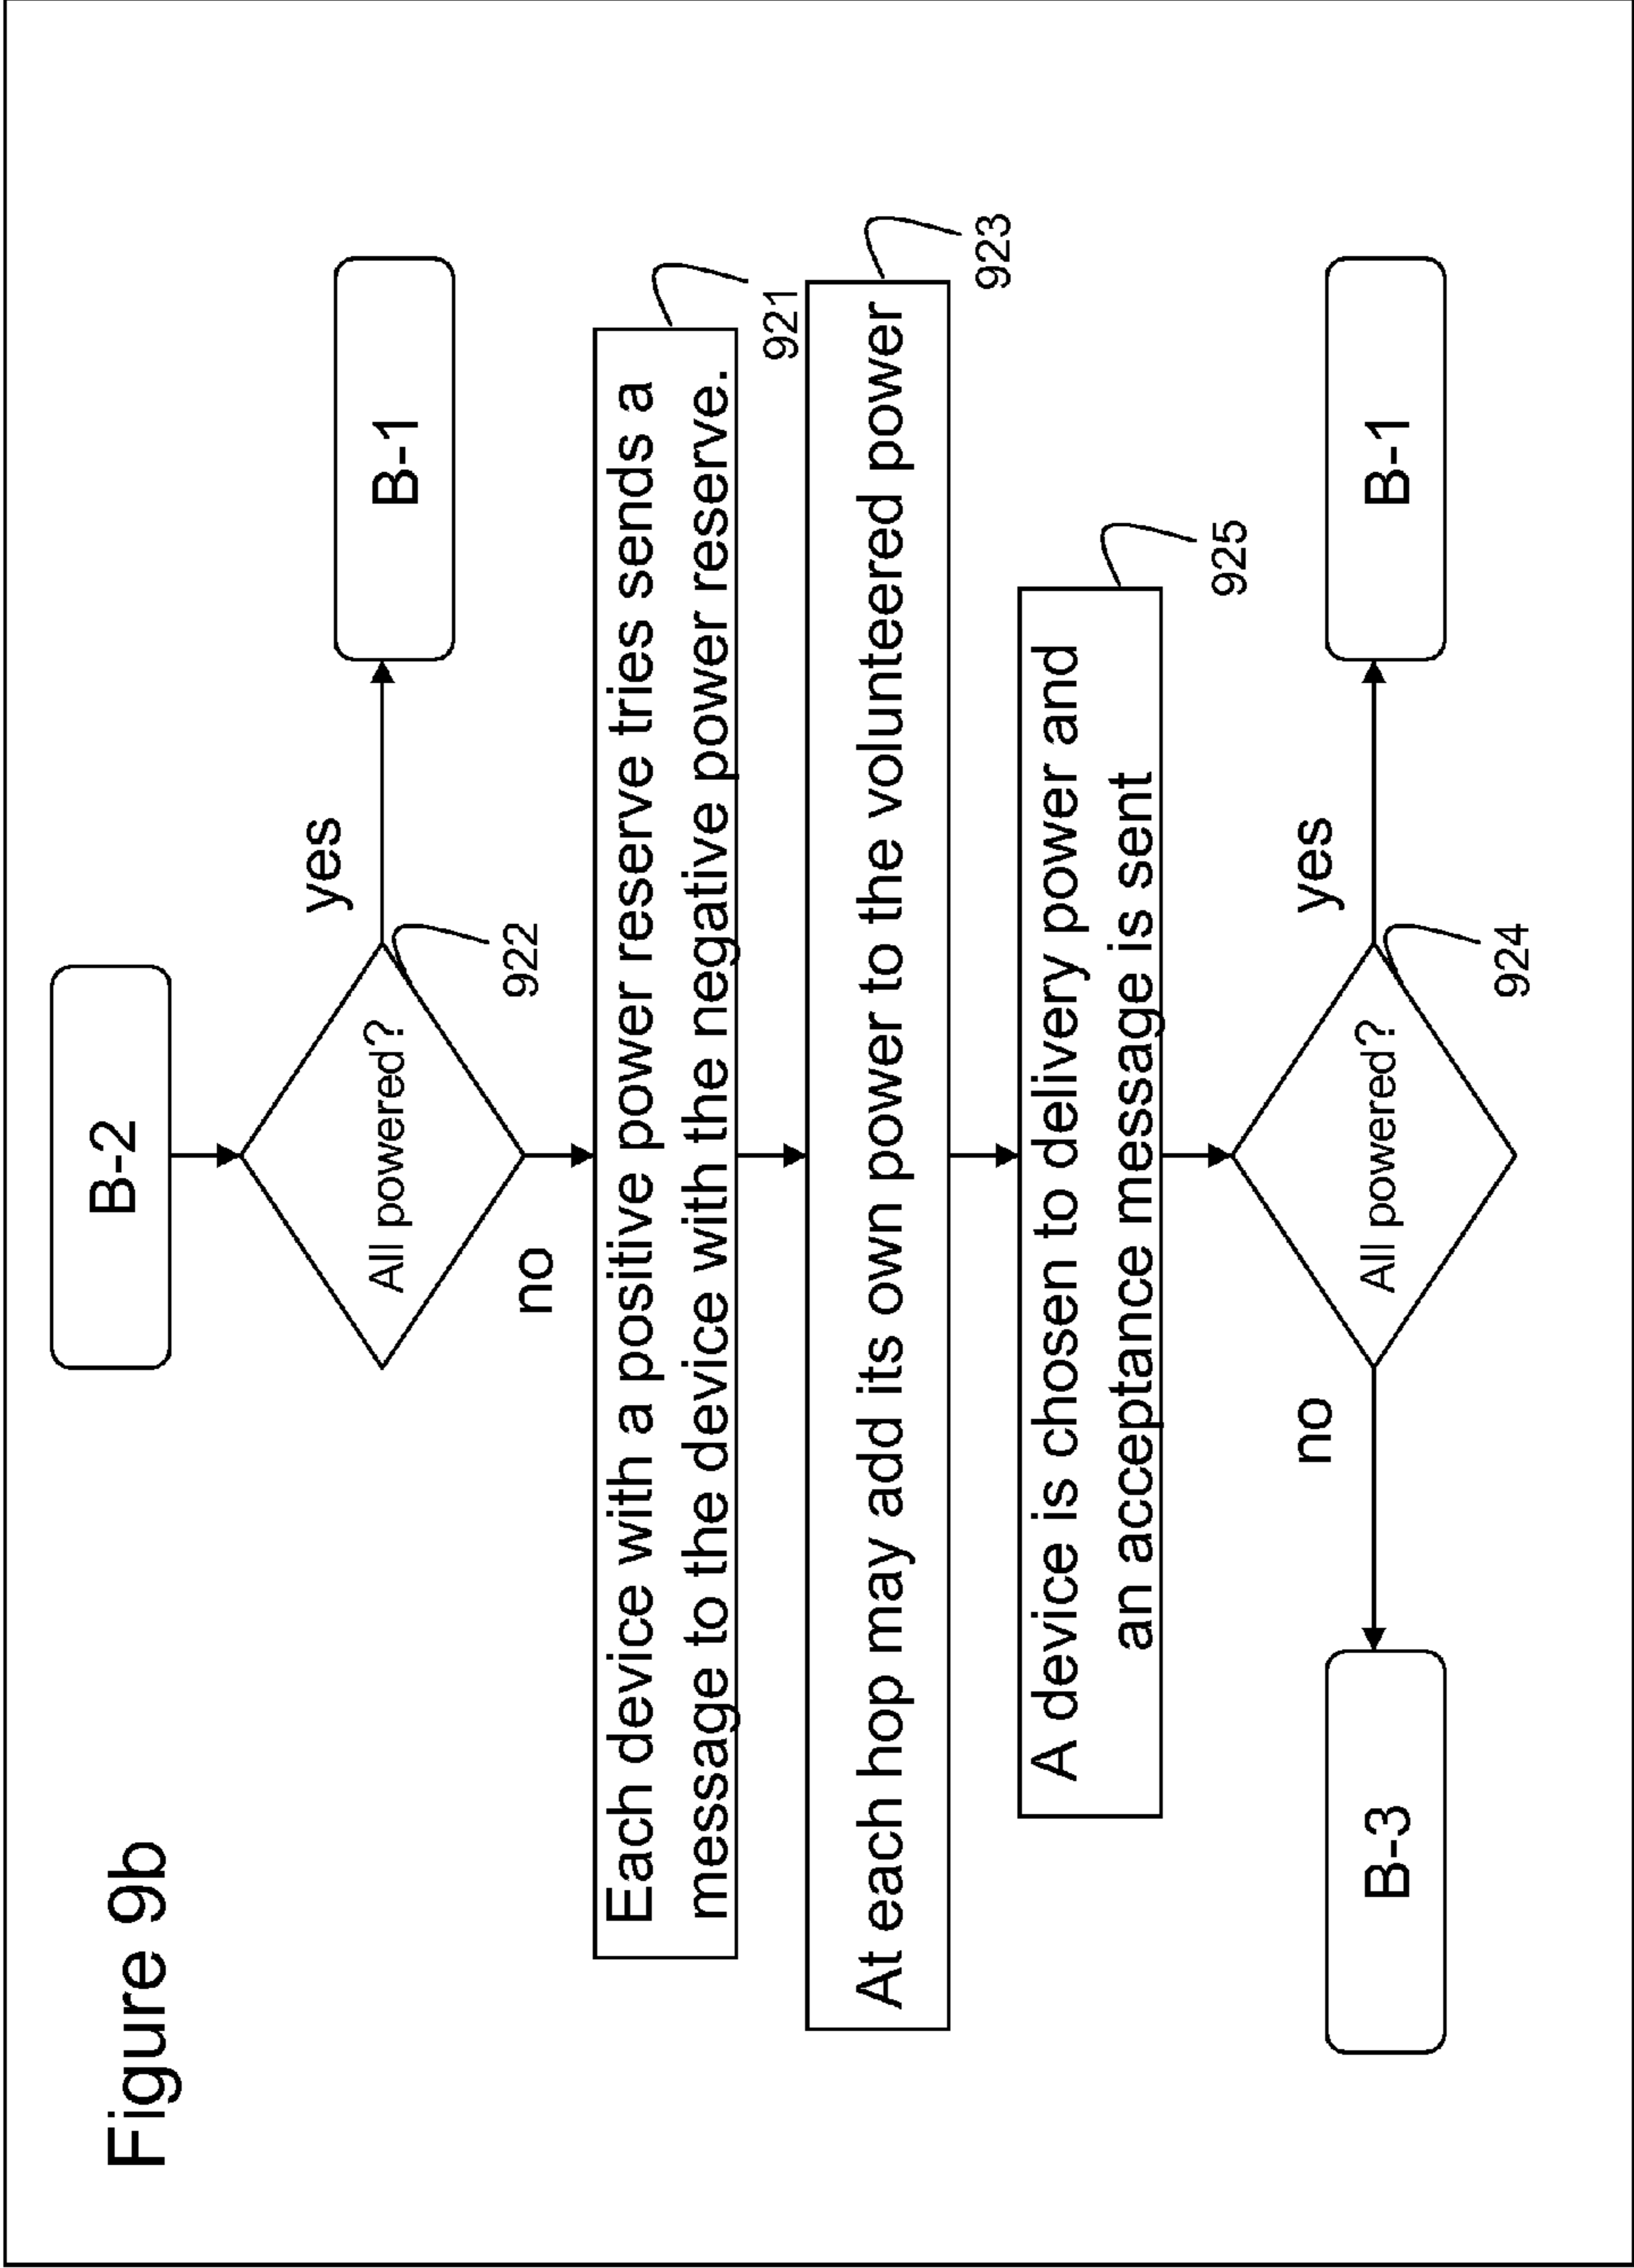 Figure 9b
B-2
All powered?
922
yes
B-1
no
Each device with a positive power reserve tries sends a
message to the device with the negative power reserve.
921
At each hop may add its own power to the volunteered power
923
A device is chosen to delivery power and
an acceptance message is sent
925
All powered?
924
no
yes
B-3
B-1